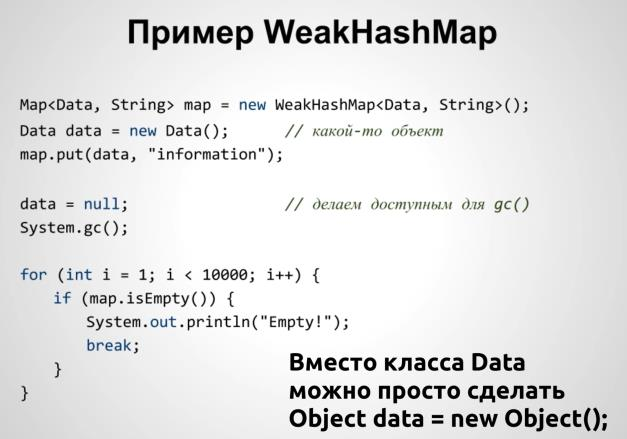 Пример WeakHashMap
Map<Data, String> map = new WeakHashMap<Data, String>();
Data data = new Data();        // какой-то объект
map.put(data, "information");
data = null;                   // делаем доступным для gc()
System.gc();
for (int i = 1; i < 10000; i++) {
    if (map.isEmpty()) {
        System.out.println("Empty!");
        break;
    }
}
Вместо класса Data
можно просто сделать
Object data = new Object();